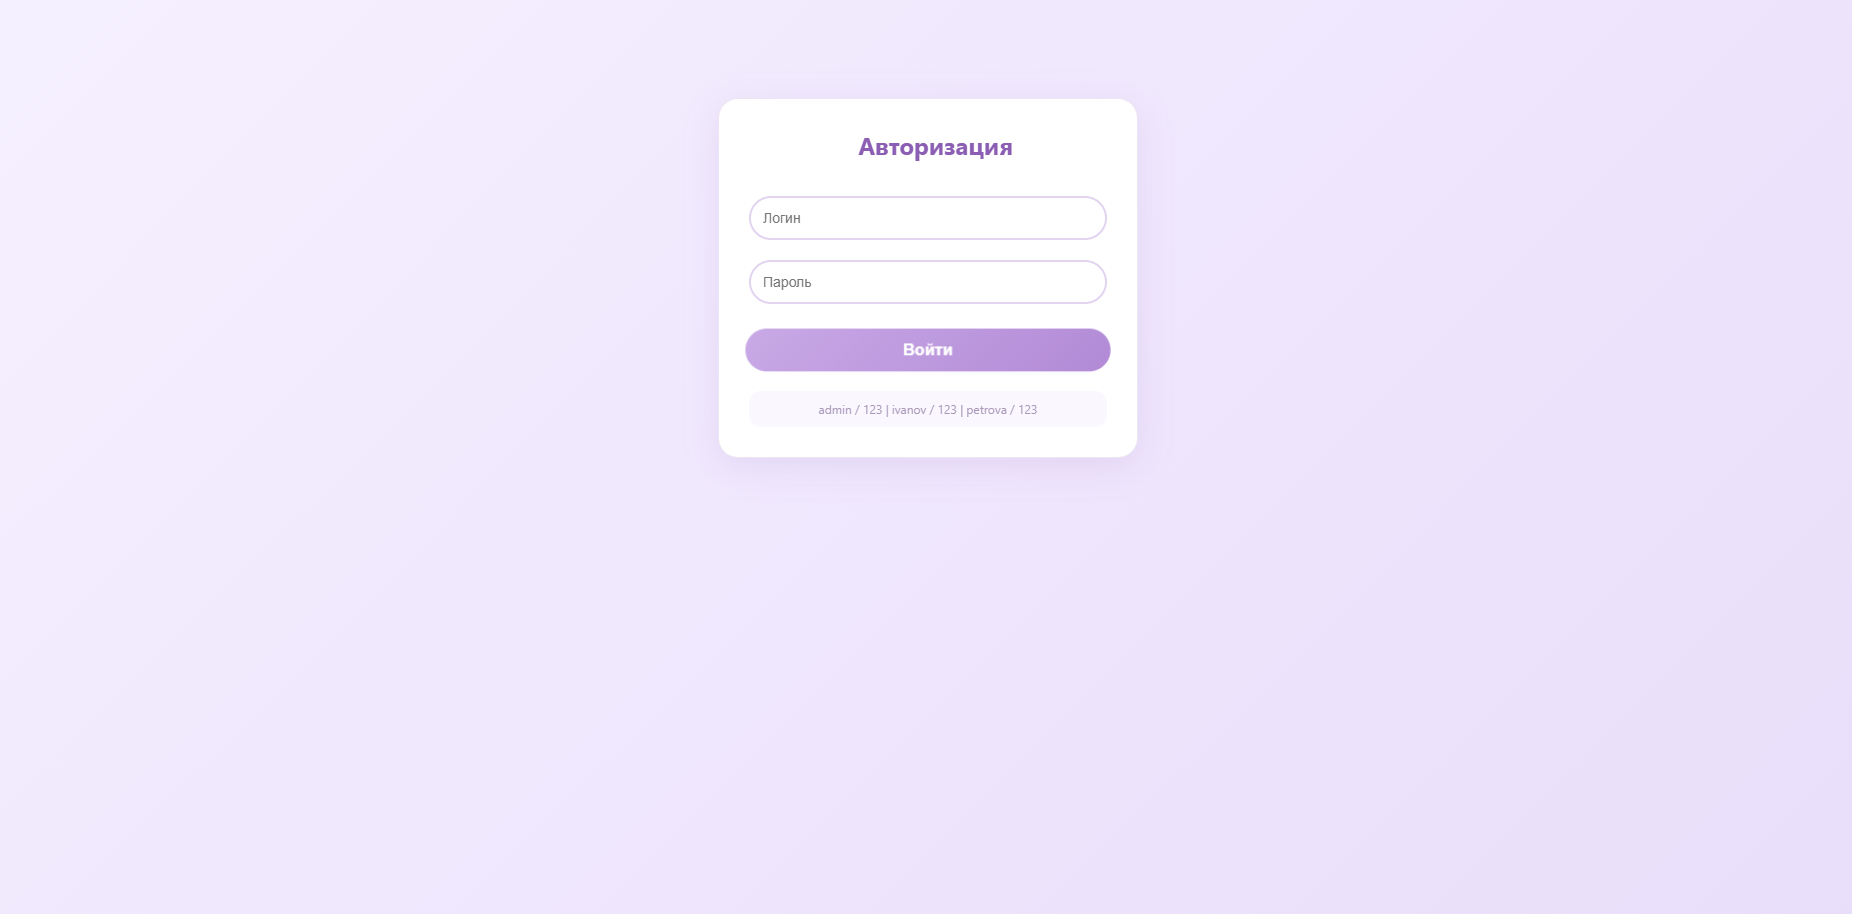 Авторизация
Логин
Пароль
Войти
admin / 123 | ivanov / 123 | petrova / 123